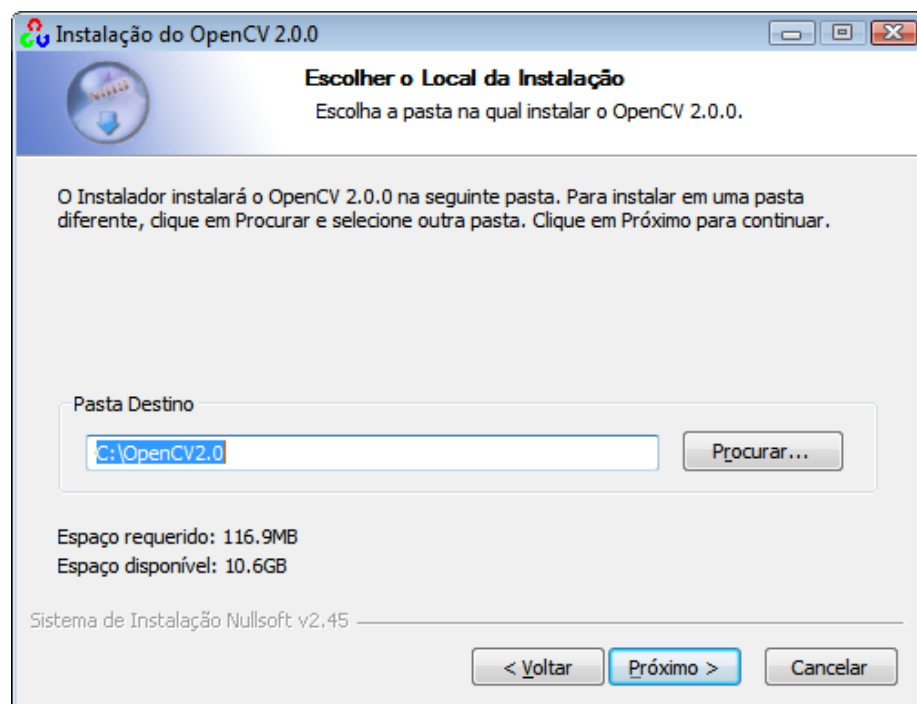 Instalação do OpenCV 2.0.0
Escolher o Local da Instalação
Escolha a pasta na qual instalar o OpenCV 2.0.0.
O Instalador instalará o OpenCV 2.0.0 na seguinte pasta. Para instalar em uma pasta
diferente, clique em Procurar e selecione outra pasta. Clique em Próximo para continuar.
Pasta Destino
C:\OpenCV2.0
Procurar...
Espaço requerido: 116.9MB
Espaço disponível: 10.6GB
Sistema de Instalação Nullsoft v2.45
< Voltar
Próximo >
Cancelar